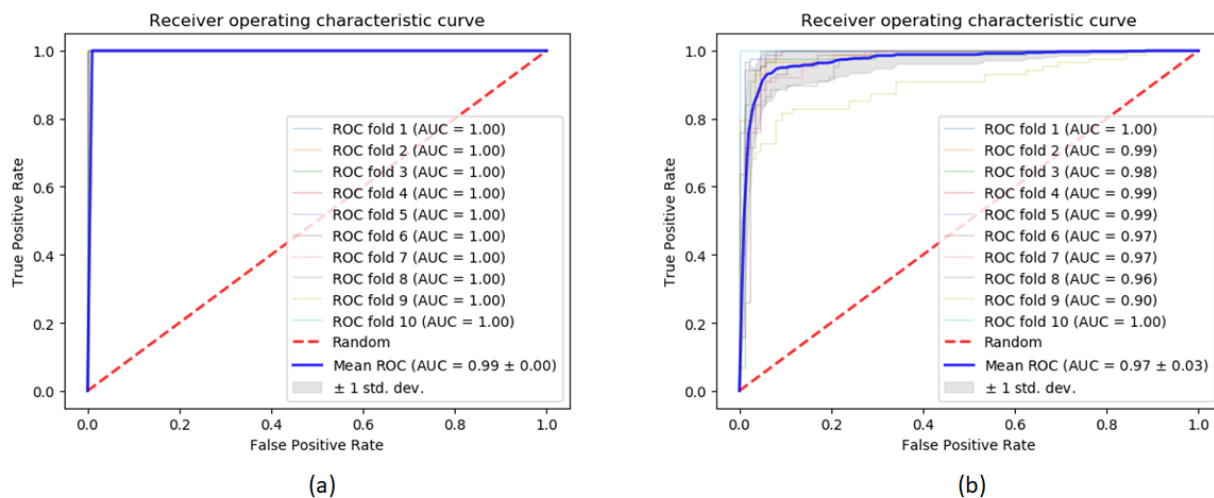 Receiver operating characteristic curve
1.0
0.8
0.6
0.4
0.2
0.0
True Positive Rate
ROC fold 1 (AUC = 1.00)
ROC fold 2 (AUC = 1.00)
ROC fold 3 (AUC = 1.00)
ROC fold 4 (AUC = 1.00)
ROC fold 5 (AUC = 1.00)
ROC fold 6 (AUC = 1.00)
ROC fold 7 (AUC = 1.00)
ROC fold 8 (AUC = 1.00)
ROC fold 9 (AUC = 1.00)
ROC fold 10 (AUC = 1.00)
Random
Mean ROC (AUC = 0.99 ± 0.00)
± 1 std. dev.
0.0 0.2 0.4 0.6 0.8 1.0
False Positive Rate
(a)
Receiver operating characteristic curve
1.0
0.8
0.6
0.4
0.2
0.0
True Positive Rate
ROC fold 1 (AUC = 1.00)
ROC fold 2 (AUC = 0.99)
ROC fold 3 (AUC = 0.98)
ROC fold 4 (AUC = 0.99)
ROC fold 5 (AUC = 0.99)
ROC fold 6 (AUC = 0.97)
ROC fold 7 (AUC = 0.97)
ROC fold 8 (AUC = 0.96)
ROC fold 9 (AUC = 0.90)
ROC fold 10 (AUC = 1.00)
Random
Mean ROC (AUC = 0.97 ± 0.03)
± 1 std. dev.
0.0 0.2 0.4 0.6 0.8 1.0
False Positive Rate
(b)